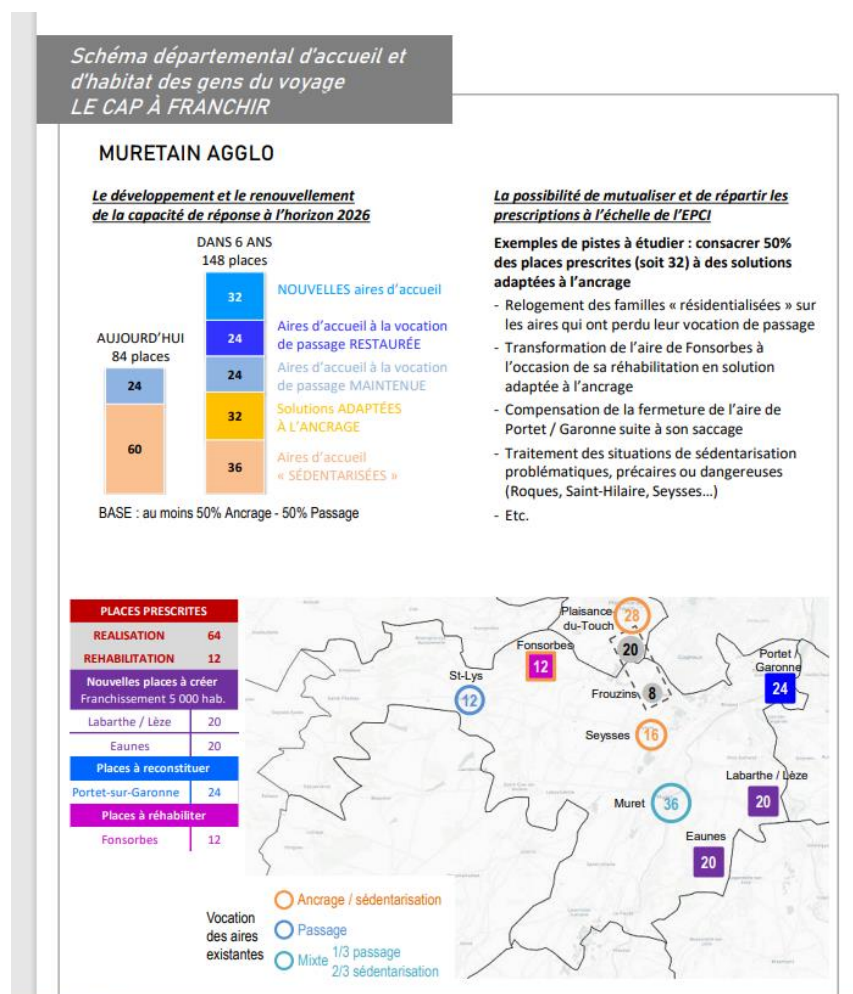 Schéma départemental d'accueil et
d'habitat des gens du voyage
LE CAP À FRANCHIR
MURETAIN AGGLO
Le développement et le renouvellement
de la capacité de réponse à l'horizon 2026
DANS 6 ANS
148 places
AUJOURD'HUI
84 places
24
60
32
24
24
32
36
NOUVELLES aires d'accueil
Aires d'accueil à la vocation
de passage RESTAURÉE
Aires d'accueil à la vocation
de passage MAINTENUE
Solutions ADAPTÉES
À L'ANCRAGE
Aires d'accueil
« SÉDENTARISÉES »
BASE : au moins 50% Ancrage - 50% Passage
La possibilité de mutualiser et de répartir les
prescriptions à l'échelle de l'EPCI
Exemples de pistes à étudier : consacrer 50%
des places prescrites (soit 32) à des solutions
adaptées à l'ancrage
- Relogement des familles « résidentialisées » sur
les aires qui ont perdu leur vocation de passage
- Transformation de l'aire de Fonsorbes à
l'occasion de sa réhabilitation en solution
adaptée à l'ancrage
- Compensation de la fermeture de l'aire de
Portet / Garonne suite à son saccage
- Traitement des situations de sédentarisation
problématiques, précaires ou dangereuses
(Roques, Saint-Hilaire, Seysses…)
- Etc.
PLACES PRESCRITES
REALISATION 64
REHABILITATION 12
Nouvelles places à créer
Franchissement 5 000 hab.
Labarthe / Lèze 20
Eaunes 20
Places à reconstituer
Portet-sur-Garonne 24
Places à réhabiliter
Fonsorbes 12
Plaisance
du-Touch
28
20
Fonsorbes
12
St-Lys
12
Frouzins 8
Portet /
Garonne
24
Seysses 16
Labarthe / Lèze
20
Muret 36
Eaunes
20
Vocation
des aires
existantes
Ancrage / sédentarisation
Passage
Mixte 1/3 passage
2/3 sédentarisation